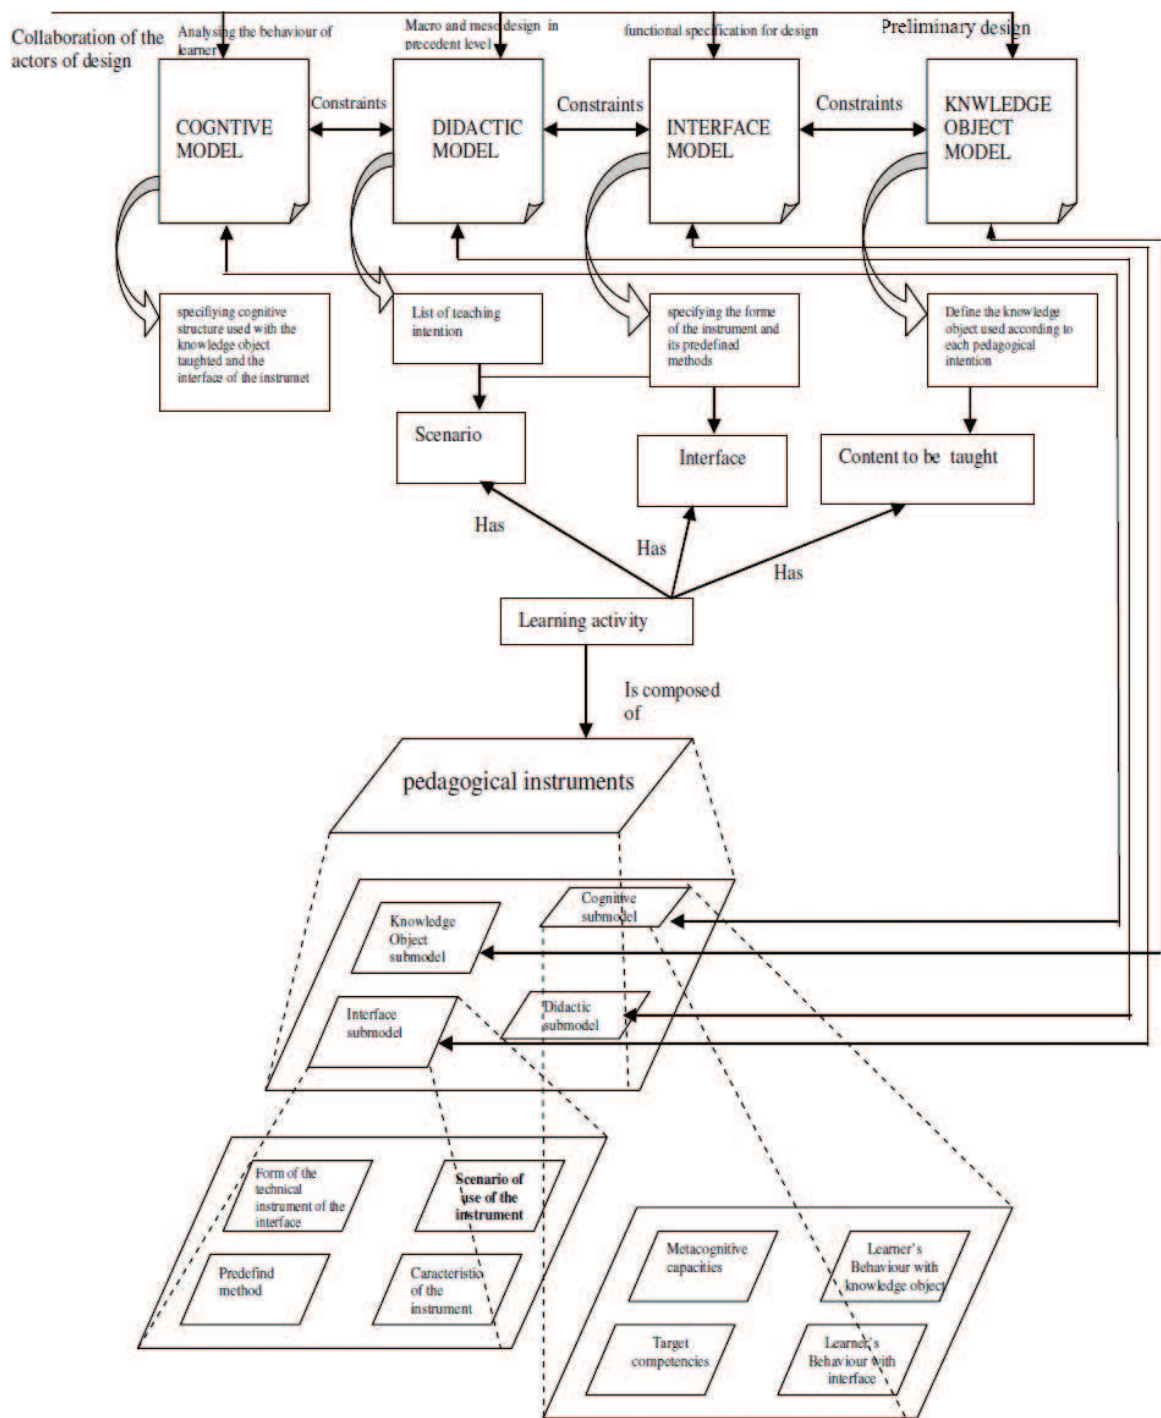 Collaboration of the
actors of design
Analysing the behaviour of
learner
Macro and meso design in
precedent level
functional specification for design
Preliminary design
COGNTIVE
MODEL
Constraints
DIDACTIC
MODEL
Constraints
INTERFACE
MODEL
Constraints
KNWLEDGE
OBJECT
MODEL
specifiying cognitive
structure used with the
knowledge object
taughted and the
interface of the instrumet
List of teaching
intention
specifying the forme
of the instrument and
its predefined
methods
Define the knowledge
object used according to
each pedagogical
intention
Scenario
Interface
Content to be taught
Has
Has
Has
Learning activity
Is composed
of
pedagogical instruments
Cognitive
submodel
Knowledge
Object
submodel
Interface
submodel
Didactic
submodel
Form of the
technical
instrument of the
interface
Scenario of
use of the
instrument
Predefind
method
Caracteristic
of the
instrument
Metacognitive
capacities
Learner's
Behaviour with
knowledge object
Target
competencies
Learner's
Behaviour with
interface